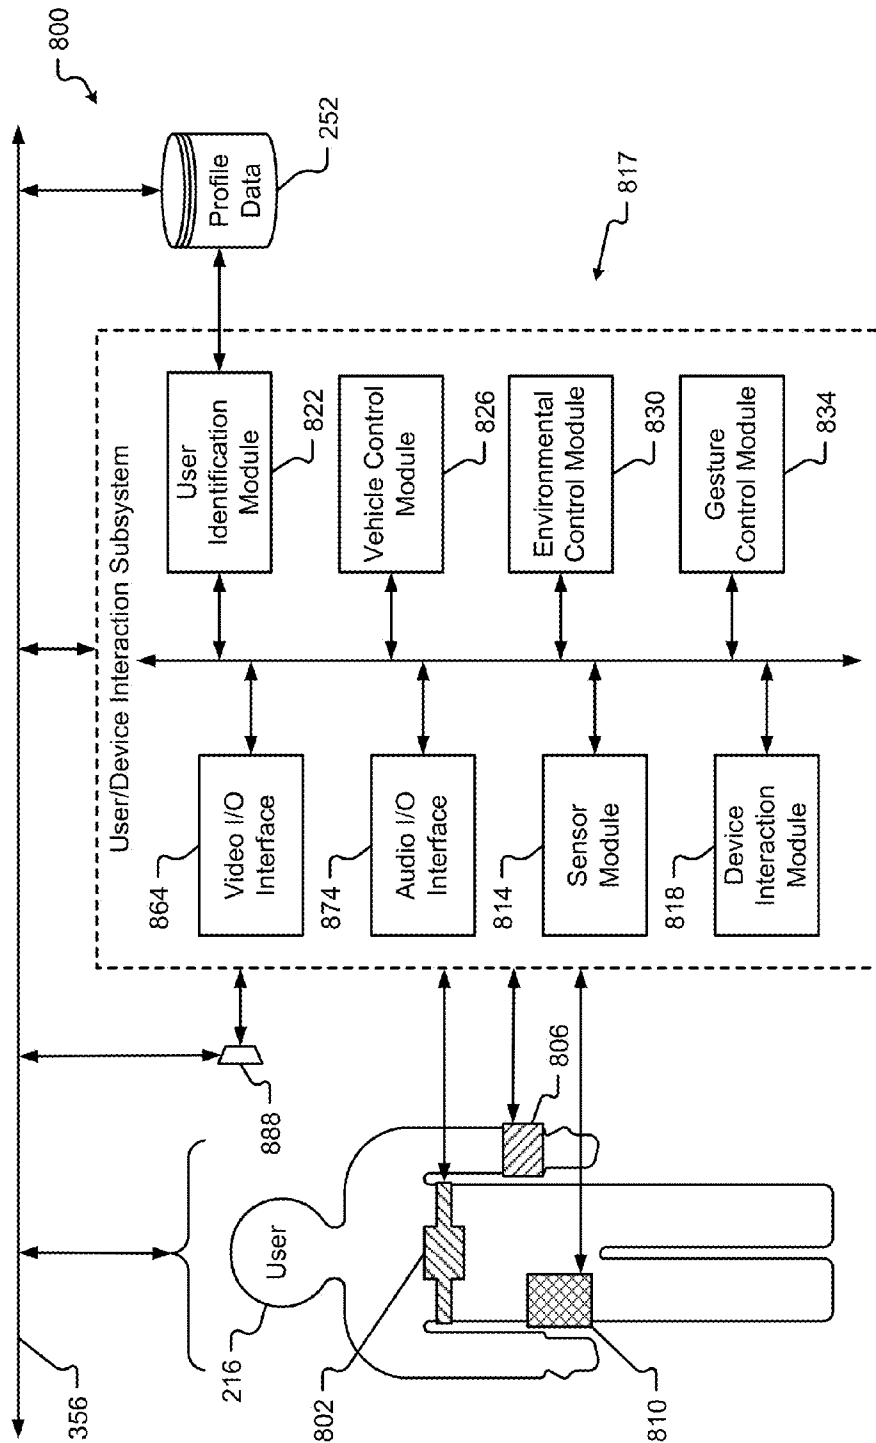 800
356
216
User
888
802
806
810
User/Device Interaction Subsystem
864
Video I/O
Interface
874
Audio I/O
Interface
814
Sensor
Module
818
Device
Interaction
Module
User
Identification
Module
822
Vehicle Control
Module
826
Environmental
Control Module
830
Gesture
Control Module
834
Profile
Data
252
817